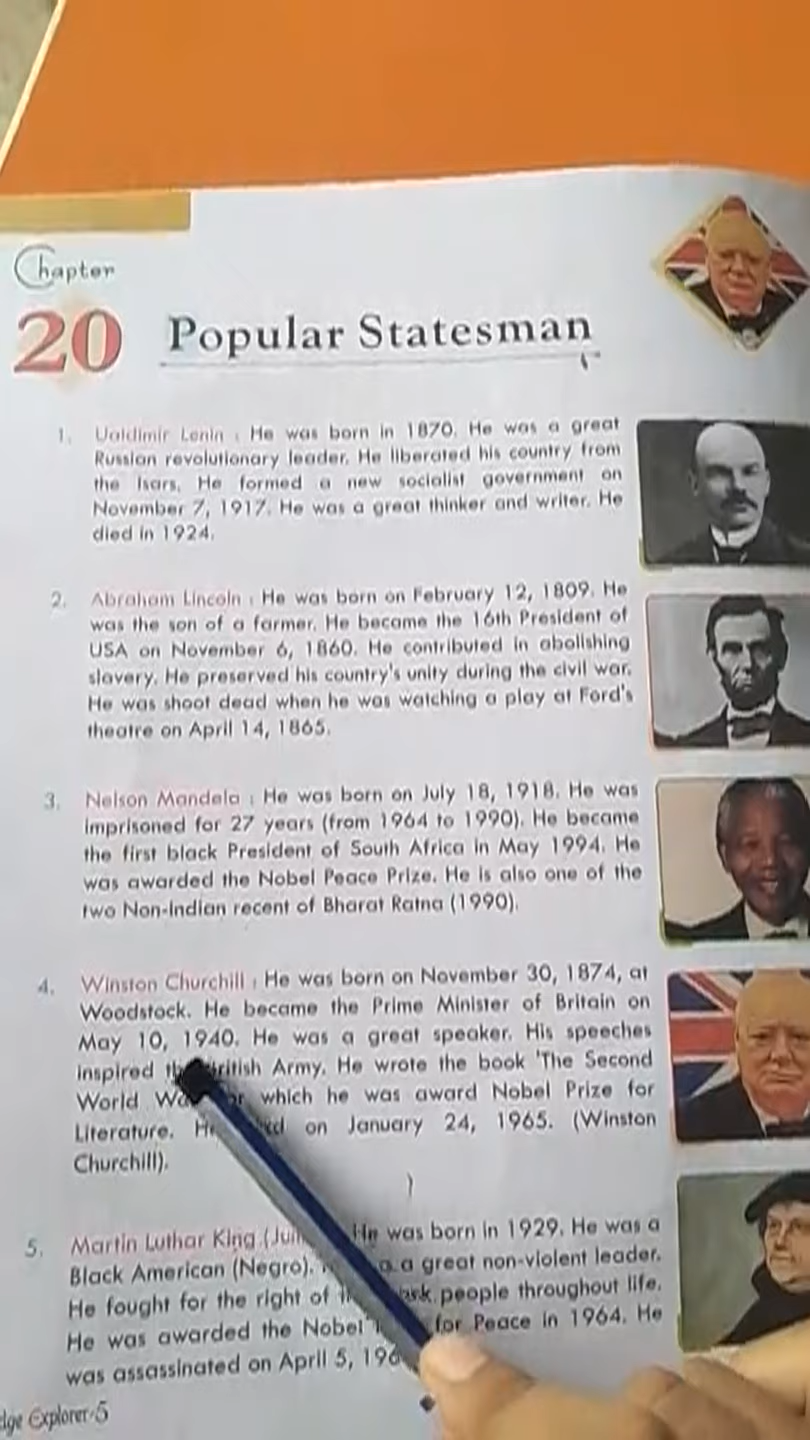 Chapter
20 Popular Statesman
1. Ualdimir Lenin : He was born in 1870. He was a great
Russian revolutionary leader. He liberated his country from
the Isars. He formed a new socialist government on
November 7, 1917. He was a great thinker and writer. He
died in 1924.
2. Abraham Lincoln : He was born on February 12, 1809. He
was the son of a farmer. He became the 16th President of
USA on November 6, 1860. He contributed in abolishing
slavery. He preserved his country's unity during the civil war.
He was shoot dead when he was watching a play at Ford's
theatre on April 14, 1865.
3. Nelson Mandela : He was born on July 18, 1918. He was
imprisoned for 27 years (from 1964 to 1990). He became
the first black President of South Africa in May 1994. He
was awarded the Nobel Peace Prize. He is also one of the
two Non-Indian recent of Bharat Ratna (1990).
4. Winston Churchill : He was born on November 30, 1874, at
Woodstock. He became the Prime Minister of Britain on
May 10, 1940. He was a great speaker. His speeches
inspired British Army. He wrote the book 'The Second
World which he was award Nobel Prize for
Literature. on January 24, 1965. (Winston
Churchill).
5. Martin Luthar King He was born in 1929. He was a
Black American (Negro). a great non-violent leader.
He fought for the right of people throughout life.
He was awarded the Nobel for Peace in 1964. He
was assassinated on April 5,
Explorer-5